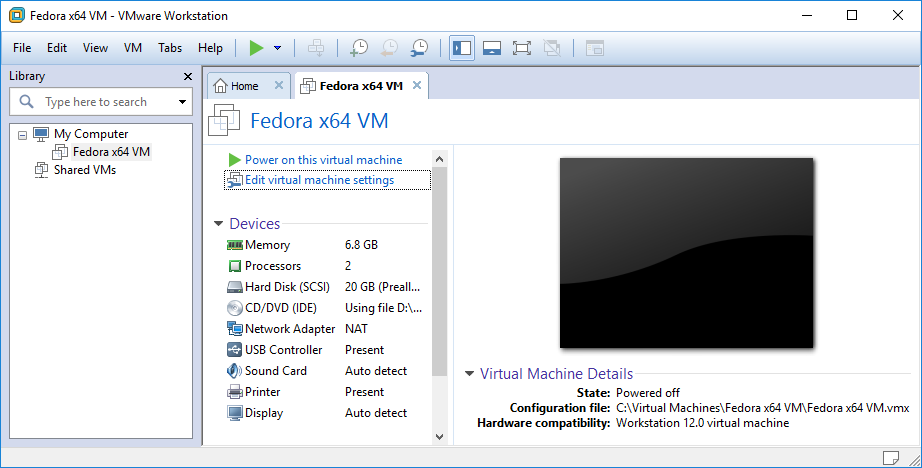 Fedora x64 VM - VMware Workstation
File Edit View VM Tabs Help
Library
Type here to search
My Computer
Fedora x64 VM
Shared VMs
Home
Fedora x64 VM
Fedora x64 VM
Power on this virtual machine
Edit virtual machine settings
Devices
Memory 6.8 GB
Processors 2
Hard Disk (SCSI) 20 GB (Preall...
CD/DVD (IDE) Using file D:\...
Network Adapter NAT
USB Controller Present
Sound Card Auto detect
Printer Present
Display Auto detect
Virtual Machine Details
State: Powered off
Configuration file: C:\Virtual Machines\Fedora x64 VM\Fedora x64 VM.vmx
Hardware compatibility: Workstation 12.0 virtual machine